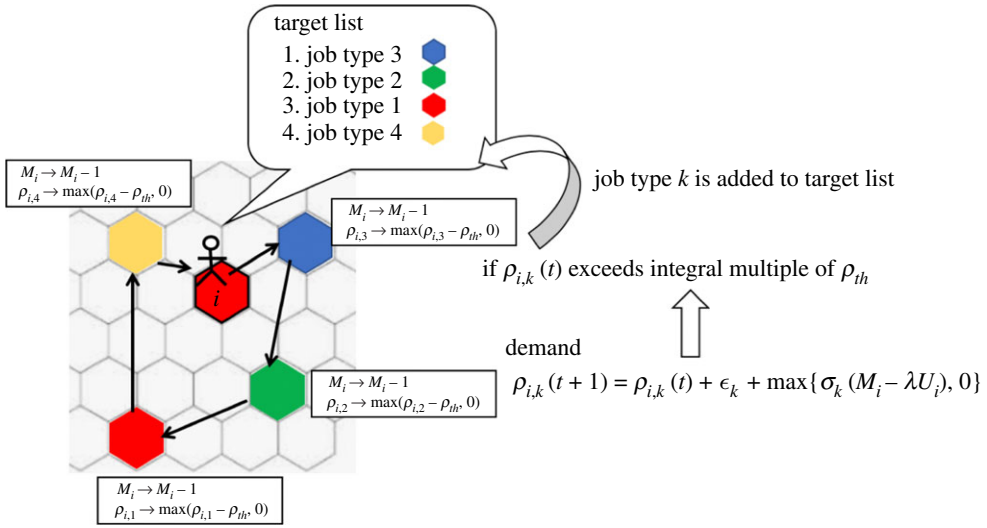 target list
1. job type 3
2. job type 2
3. job type 1
4. job type 4
M_i → M_i – 1
ρ_{i,4} → max(ρ_{i,4} – ρ_{th}, 0)
M_i → M_i – 1
ρ_{i,3} → max(ρ_{i,3} – ρ_{th}, 0)
job type k is added to target list
i
if ρ_{i,k} (t) exceeds integral multiple of ρ_{th}
demand
ρ_{i,k} (t + 1) = ρ_{i,k} (t) + ϵ_k + max{σ_k (M_i – λU_i), 0}
M_i → M_i – 1
ρ_{i,2} → max(ρ_{i,2} – ρ_{th}, 0)
M_i → M_i – 1
ρ_{i,1} → max(ρ_{i,1} – ρ_{th}, 0)